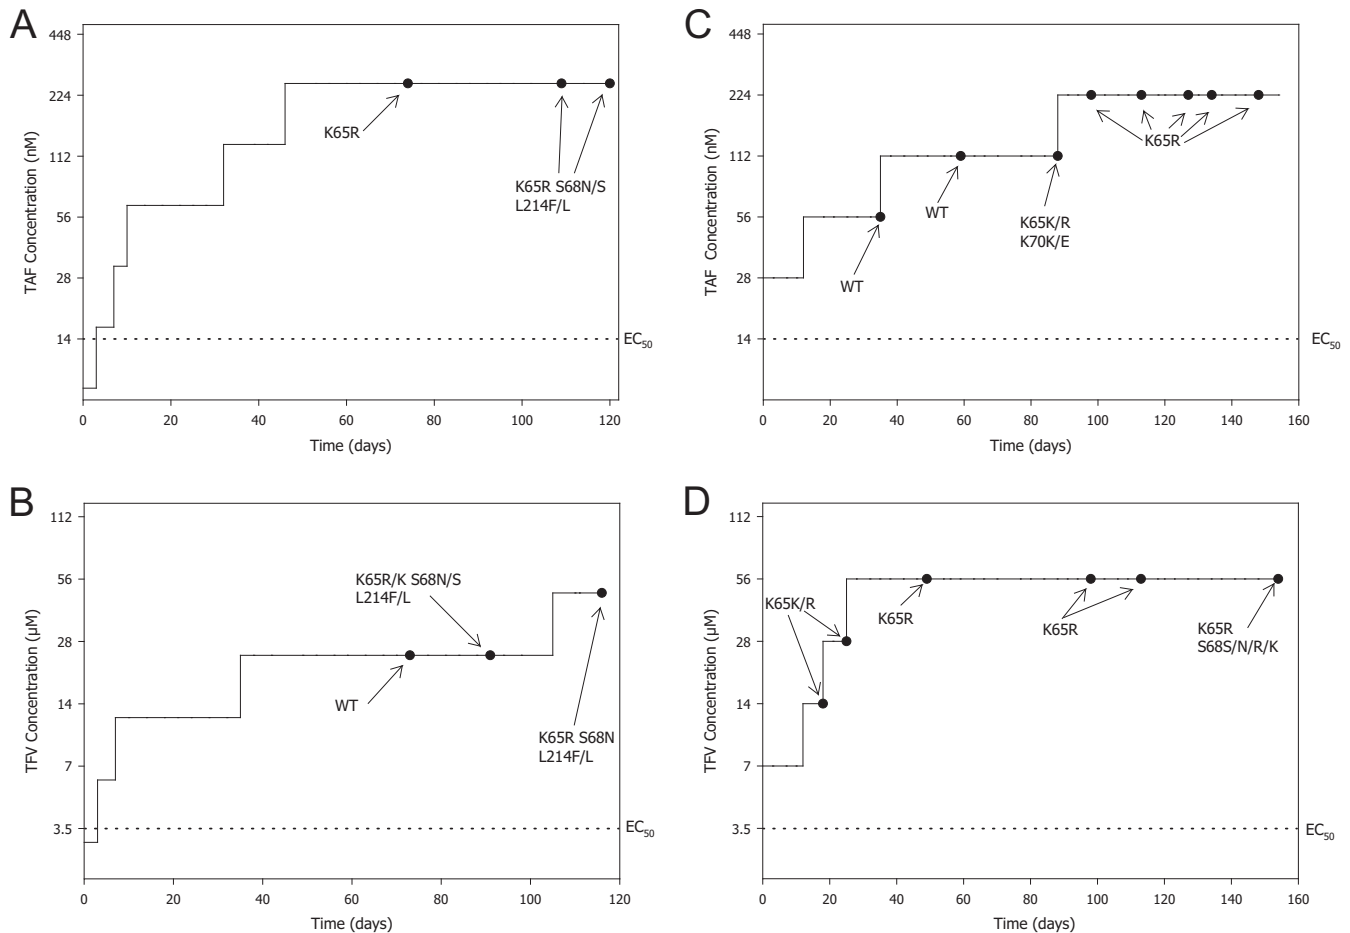 A
448
224
112
56
28
14
TAF Concentration (nM)
K65R
K65R S68N/S
L214F/L
EC50
0
20
40
60
80
100
120
Time (days)
C
448
224
112
56
28
14
TAF Concentration (nM)
WT
WT
K65K/R
K70K/E
K65R
EC50
0
20
40
60
80
100
120
140
160
Time (days)
B
112
56
28
14
7
3.5
TFV Concentration (µM)
K65R/K S68N/S
L214F/L
WT
K65R S68N
L214F/L
EC50
0
20
40
60
80
100
120
Time (days)
D
112
56
28
14
7
3.5
TFV Concentration (µM)
K65K/R
K65R
K65R
K65R
S68S/N/R/K
EC50
0
20
40
60
80
100
120
140
160
Time (days)